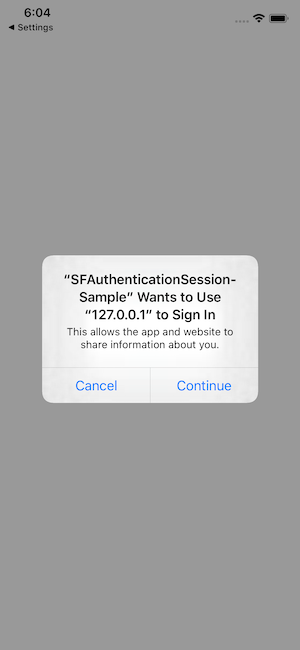 6:04
◀ Settings
“SFAuthenticationSession-
Sample” Wants to Use
“127.0.0.1” to Sign In
This allows the app and website to
share information about you.
Cancel
Continue